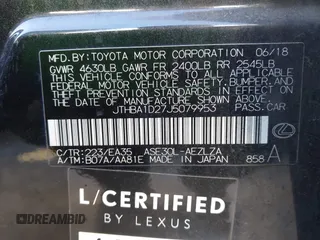 MFD.BY: TOYOTA MOTOR CORPORATION 06/18
GVWR 4630LB GAWR FR 2400LB RR 2545LB
THIS VEHICLE CONFORMS TO ALL APPLICABLE
FEDERAL MOTOR VEHICLE SAFETY, BUMPER,
AND THEFT PREVENTION STANDARDS IN EFFECT
ON THE DATE OF MANUFACTURE SHOWN ABOVE.
JTHBA1D27J5079953 PASS.CAR
C/TR: 223/EA35 ASE30L-AEZLZA
A/TM: B07A/AA81E MADE IN JAPAN 858 A
L/CERTIFIED
BY LEXUS
DREAMBID